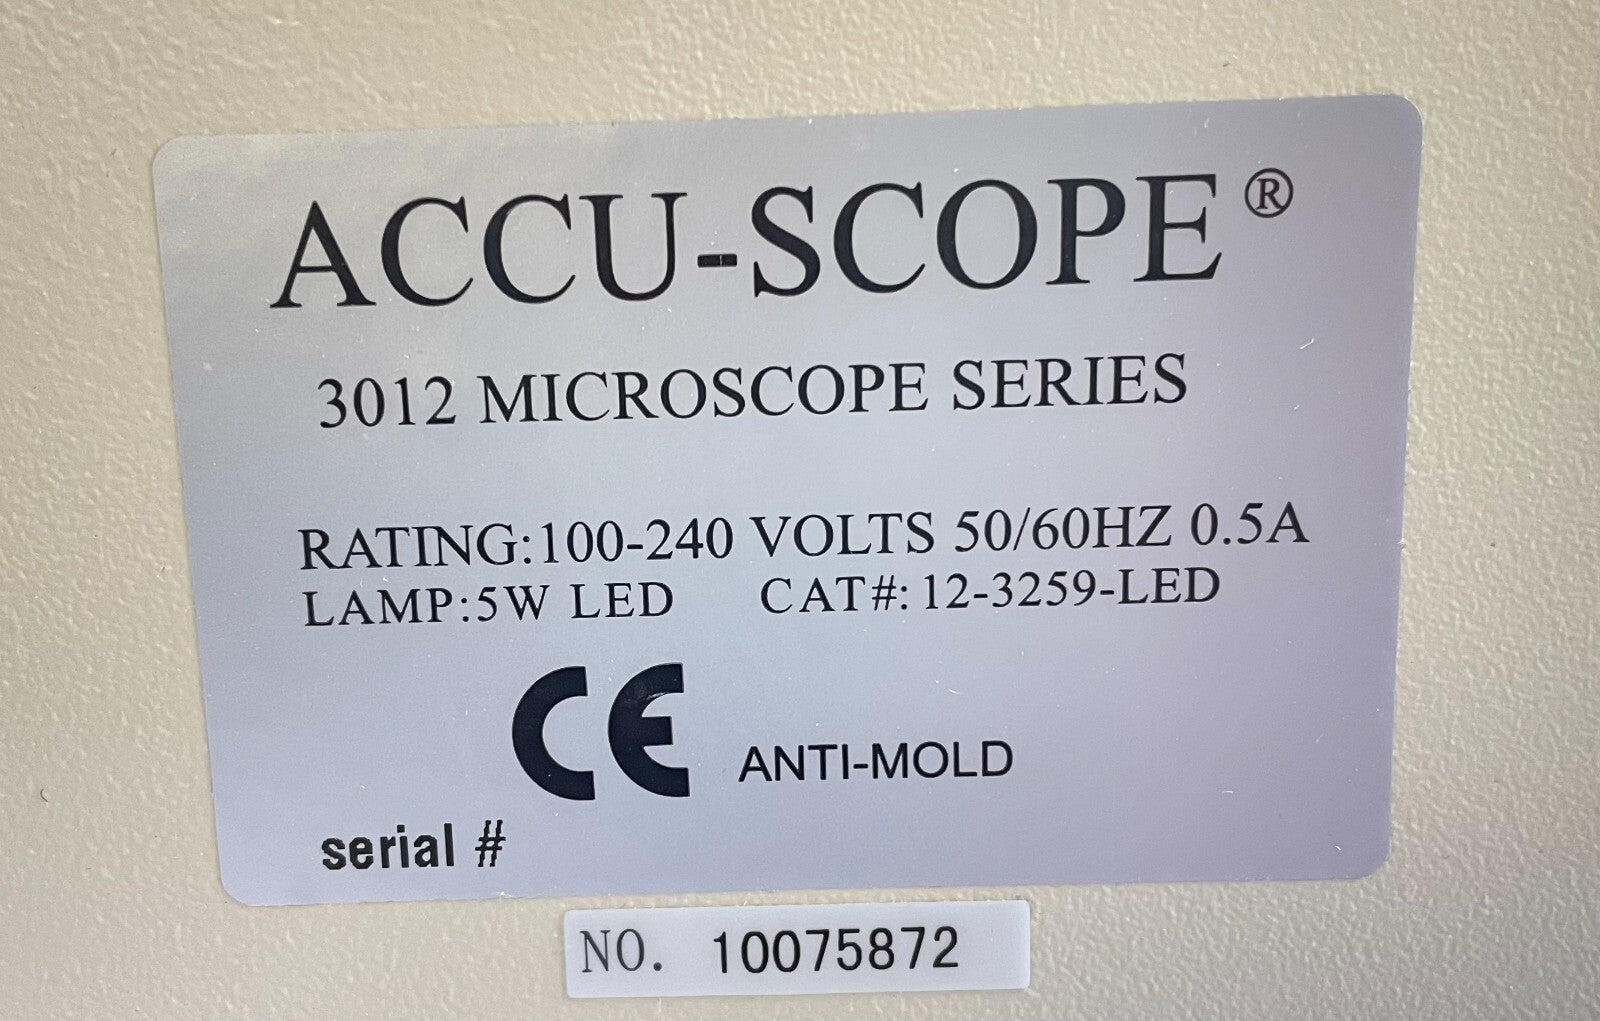 ACCU-SCOPE®
3012 MICROSCOPE SERIES
RATING:100-240 VOLTS 50/60HZ 0.5A
LAMP:5W LED CAT#:12-3259-LED
CE ANTI-MOLD
serial #
NO. 10075872